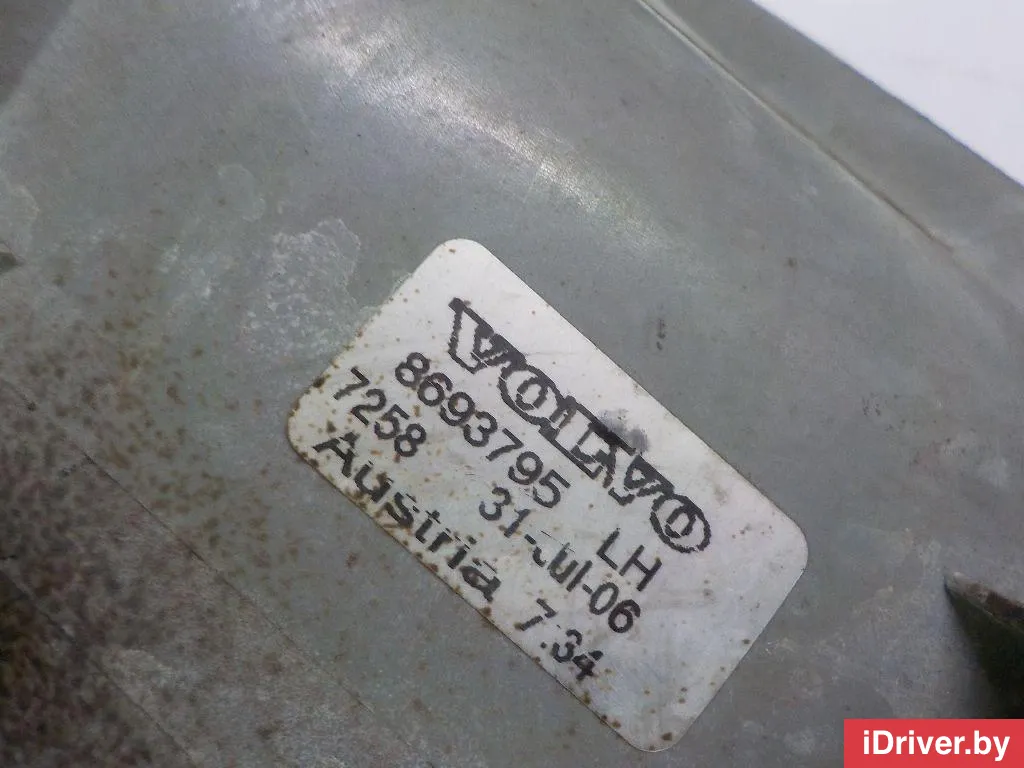 VOLVO
8693795 LH
7258 31-Jul-06
Austria 7:34
iDriver.by